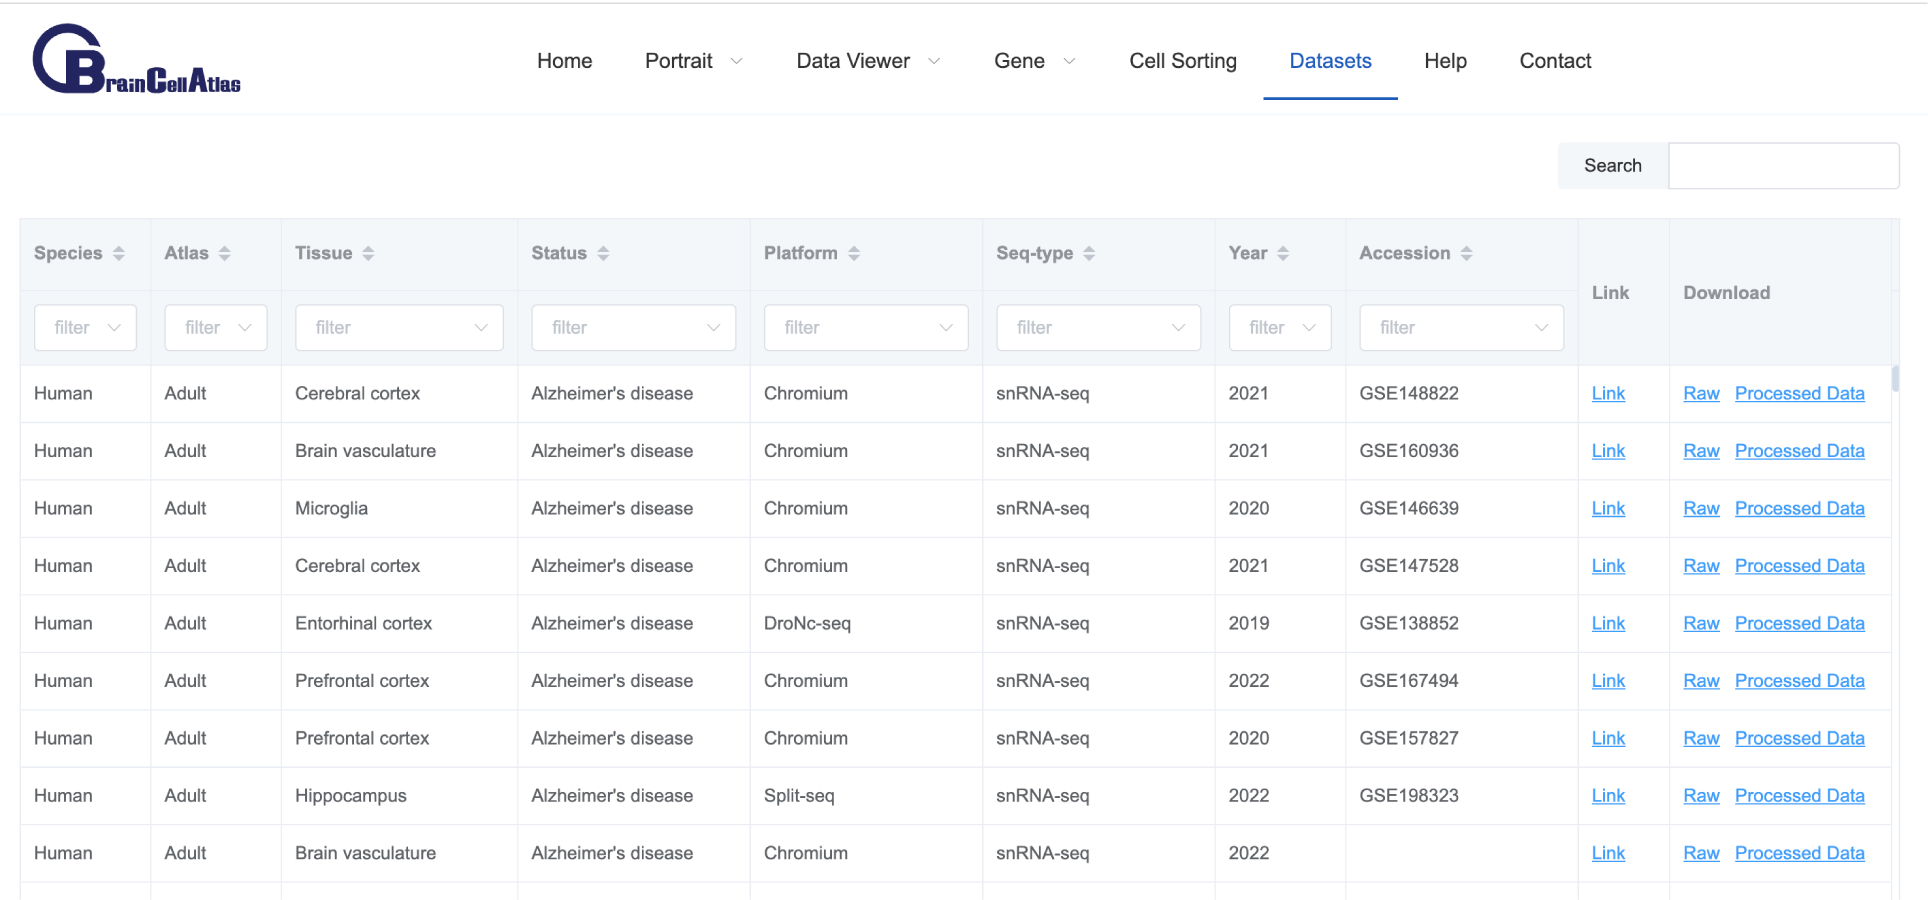 BrainCellAtlas
Home Portrait Data Viewer Gene Cell Sorting Datasets Help Contact
Search
Species Atlas Tissue Status Platform Seq-type Year Accession Link Download
filter filter filter filter filter filter filter filter
Human Adult Cerebral cortex Alzheimer's disease Chromium snRNA-seq 2021 GSE148822 Link Raw Processed Data
Human Adult Brain vasculature Alzheimer's disease Chromium snRNA-seq 2021 GSE160936 Link Raw Processed Data
Human Adult Microglia Alzheimer's disease Chromium snRNA-seq 2020 GSE146639 Link Raw Processed Data
Human Adult Cerebral cortex Alzheimer's disease Chromium snRNA-seq 2021 GSE147528 Link Raw Processed Data
Human Adult Entorhinal cortex Alzheimer's disease DroNc-seq snRNA-seq 2019 GSE138852 Link Raw Processed Data
Human Adult Prefrontal cortex Alzheimer's disease Chromium snRNA-seq 2022 GSE167494 Link Raw Processed Data
Human Adult Prefrontal cortex Alzheimer's disease Chromium snRNA-seq 2020 GSE157827 Link Raw Processed Data
Human Adult Hippocampus Alzheimer's disease Split-seq snRNA-seq 2022 GSE198323 Link Raw Processed Data
Human Adult Brain vasculature Alzheimer's disease Chromium snRNA-seq 2022 Link Raw Processed Data